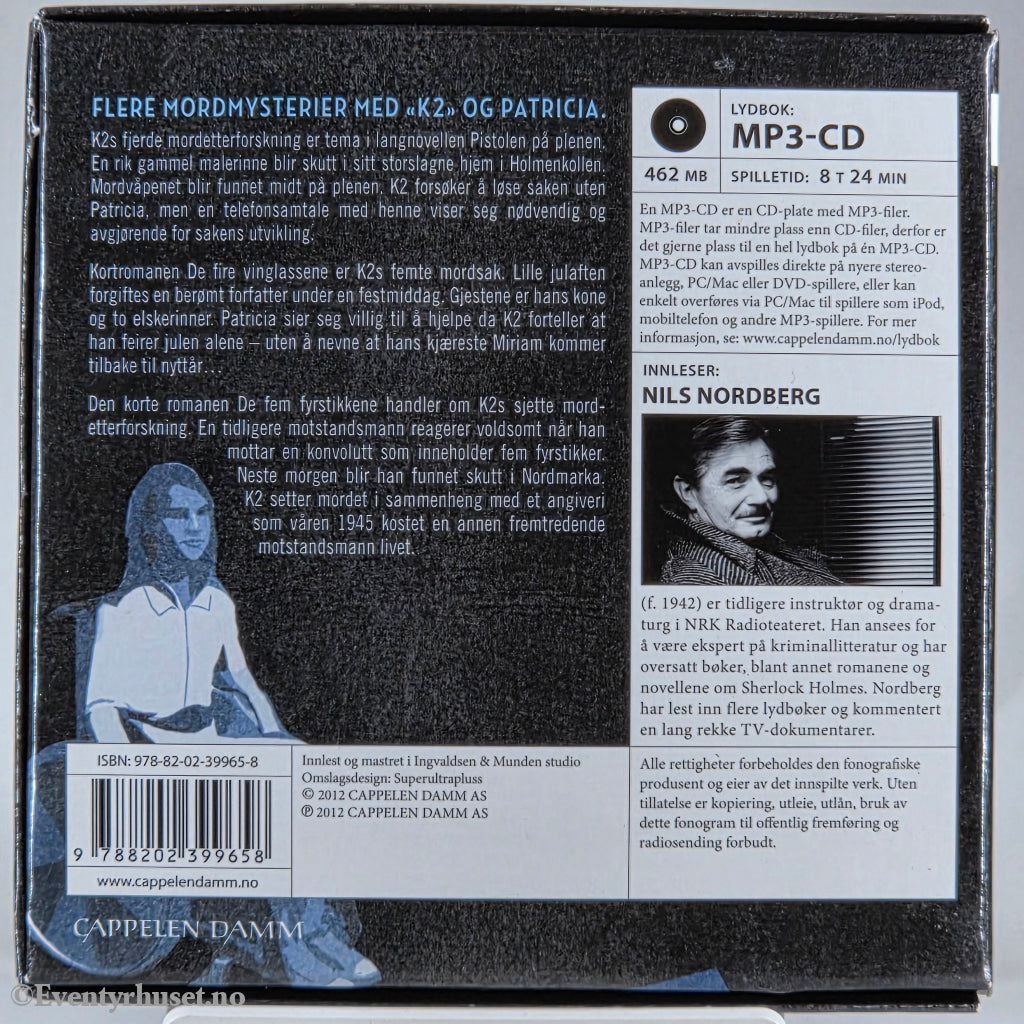 FLERE MORDMYSTERIER MED «K2» OG PATRICIA.
K2s fjerde mordetterforskning er tema i langnovellen Pistolen på plenen.
En rik gammel malerinne blir skutt i sitt storslagne hjem i Holmenkollen.
Mordvåpenet blir funnet midt på plenen. K2 forsøker å løse saken uten
Patricia, men en telefonsamtale med henne viser seg nødvendig og
avgjørende for sakens utvikling.
Kortromanen De fire vinglassene er K2s femte mordsak. Lille julaften
forgiftes en berømt forfatter under en festmiddag. Gjestene er hans kone
og to elskerinner. Patricia sier seg villig til å hjelpe da K2 forteller at
han feirer julen alene – uten å nevne at hans kjæreste Miriam kommer
tilbake til nyttår...
Den korte romanen De fem fyrstikkene handler om K2s sjette mord-
etterforskning. En tidligere motstandsmann reagerer voldsomt når han
mottar en konvolutt som inneholder fem fyrstikker.
Neste morgen blir han funnet skutt i Nordmarka.
K2 setter mordet i sammenheng med et angiveri
som våren 1945 kostet en annen fremtredende
motstandsmann livet.
LYDBOK:
MP3-CD
462 MB
SPILLETID: 8 T 24 MIN
En MP3-CD er en CD-plate med MP3-filer.
MP3-filer tar mindre plass enn CD-filer, derfor er
det gjerne plass til en hel lydbok på én MP3-CD.
MP3-CD kan avspilles direkte på nyere stereo-
anlegg, PC/Mac eller DVD-spillere, eller kan
enkelt overføres via PC/Mac til spillere som iPod,
mobiltelefon og andre MP3-spillere. For mer
informasjon, se: www.cappelendamm.no/lydbok
INNLESER:
NILS NORDBERG
(f. 1942) er tidligere instruktør og drama-
turg i NRK Radioteateret. Han ansees for
å være ekspert på kriminallitteratur og har
oversatt bøker, blant annet romanene og
novellene om Sherlock Holmes. Nordberg
har lest inn flere lydbøker og kommentert
en lang rekke TV-dokumentarer.
Alle rettigheter forbeholdes den fonografiske
produsent og eier av det innspilte verk. Uten
tillatelse er kopiering, utleie, utlån, bruk av
dette fonogram til offentlig fremføring og
radiosending forbudt.
ISBN: 978-82-02-39965-8
9 788202 399658
www.cappelendamm.no
Innlest og mastret i Ingvaldsen & Munden studio
Omslagsdesign: Superultrapluss
© 2012 CAPPELEN DAMM AS
℗ 2012 CAPPELEN DAMM AS
CAPPELEN DAMM
©Eventyrhuset.no